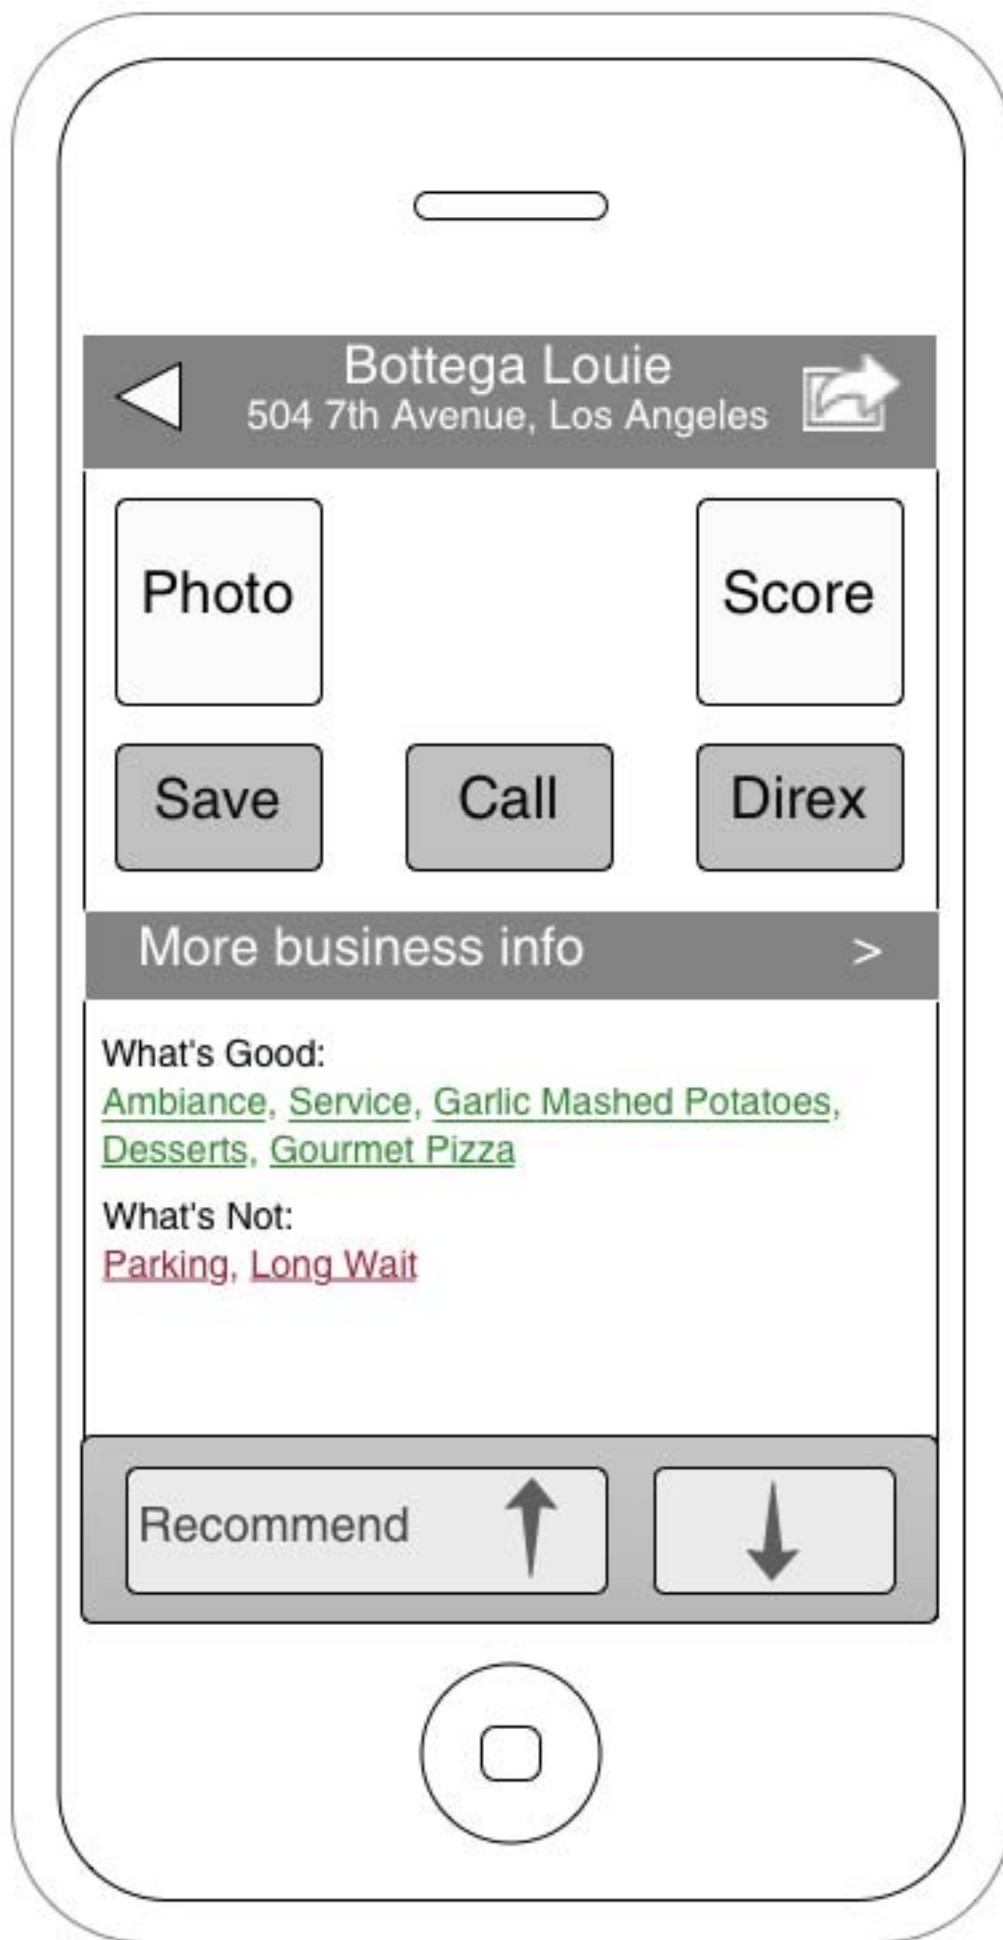 Bottega Louie
504 7th Avenue, Los Angeles
Photo
Score
Save
Call
Direx
More business info >
What's Good:
Ambiance, Service, Garlic Mashed Potatoes,
Desserts, Gourmet Pizza
What's Not:
Parking, Long Wait
Recommend